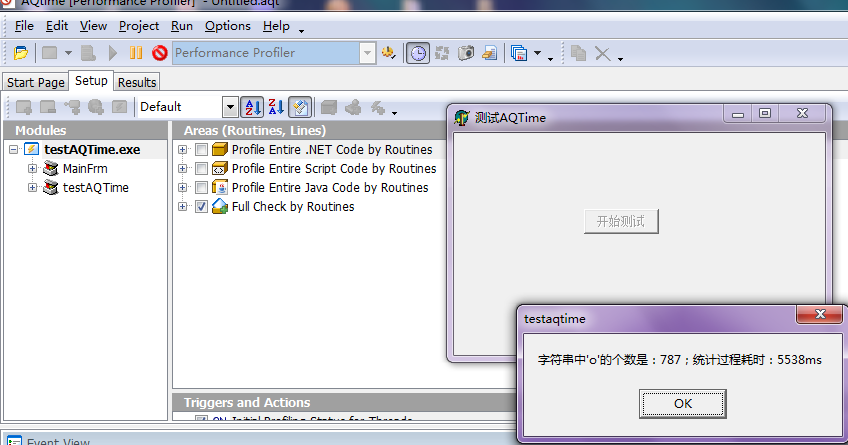 AQtime [Performance Profiler] - Untitled.aqt
File Edit View Project Run Options Help
Performance Profiler
Start Page Setup Results
Default
Modules
testAQTime.exe
MainFrm
testAQTime
Areas (Routines, Lines)
Profile Entire .NET Code by Routines
Profile Entire Script Code by Routines
Profile Entire Java Code by Routines
Full Check by Routines
测试AQTime
开始测试
testaqtime
字符串中'o'的个数是：787；统计过程耗时：5538ms
OK
Triggers and Actions
ON Initial Profiling Status for Threads
Event View